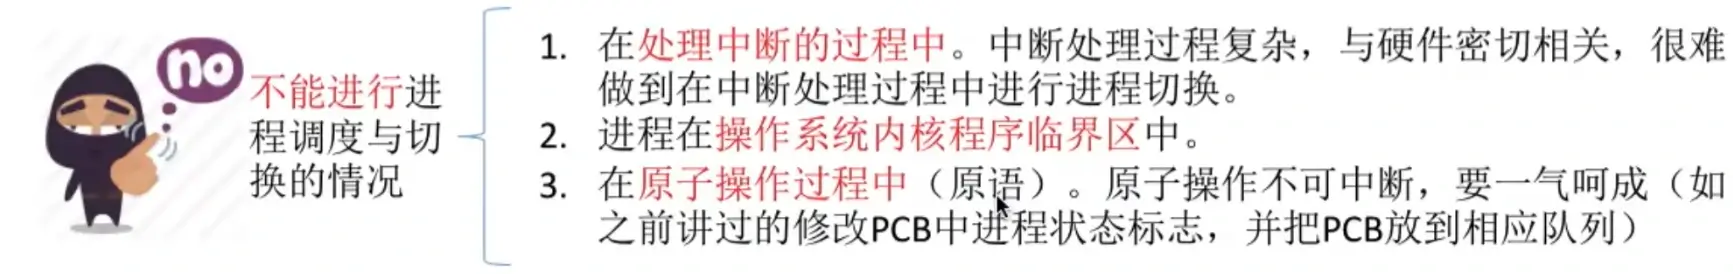 no
不能进行进
程调度与切
换的情况
1. 在处理中断的过程中。中断处理过程复杂，与硬件密切相关，很难
做到在中断处理过程中进行进程切换。
2. 进程在操作系统内核程序临界区中。
3. 在原子操作过程中（原语）。原子操作不可中断，要一气呵成（如
之前讲过的修改PCB中进程状态标志，并把PCB放到相应队列）